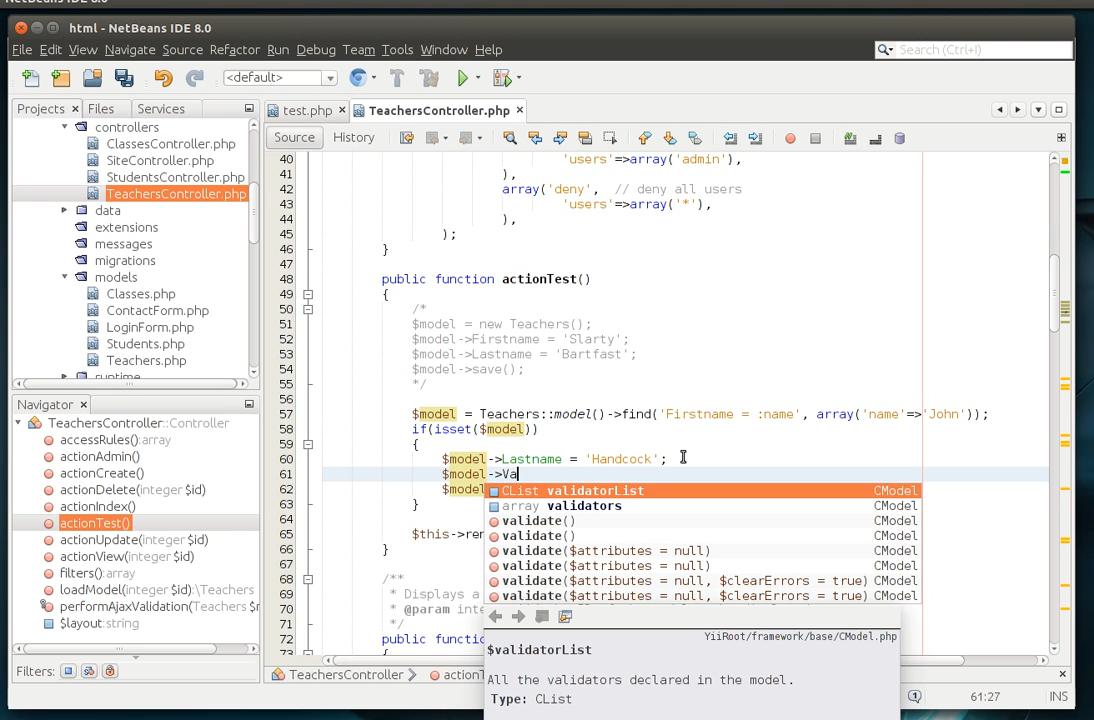 html - NetBeans IDE 8.0
File Edit View Navigate Source Refactor Run Debug Team Tools Window Help
Search (Ctrl+I)
<default>
Projects Files Services
controllers
ClassesController.php
SiteController.php
StudentsController.php
TeachersController.php
data
extensions
messages
migrations
models
Classes.php
ContactForm.php
LoginForm.php
Students.php
Teachers.php
runtime
Navigator
TeachersController::Controller
accessRules():array
actionAdmin()
actionCreate()
actionDelete(integer $id)
actionIndex()
actionTest()
actionUpdate(integer $id)
actionView(integer $id)
filters():array
loadModel(integer $id):\Teachers
performAjaxValidation(Teachers $r
$layout:string
Filters:
test.php TeachersController.php
Source History
40 'users'=>array('admin'),
41 ),
42 array('deny', // deny all users
43 'users'=>array('*'),
44 ),
45 );
46 }
47
48 public function actionTest()
49 {
50 /*
51 $model = new Teachers();
52 $model->Firstname = 'Slarty';
53 $model->Lastname = 'Bartfast';
54 $model->save();
55 */
56
57 $model = Teachers::model()->find('Firstname = :name', array('name'=>'John'));
58 if(isset($model))
59 {
60 $model->Lastname = 'Handcock';
61 $model->Va
62 $model
63 }
64
65 $this->ren
66 }
67
68 /**
69 * Displays a
70 * @param inte
71 */
72 public functi
CList validatorList CModel
array validators CModel
validate() CModel
validate() CModel
validate($attributes = null) CModel
validate($attributes = null) CModel
validate($attributes = null, $clearErrors = true) CModel
validate($attributes = null, $clearErrors = true) CModel
YiiRoot/framework/base/CModel.php
$validatorList
All the validators declared in the model.
Type: CList
TeachersController actionT
61:27 INS